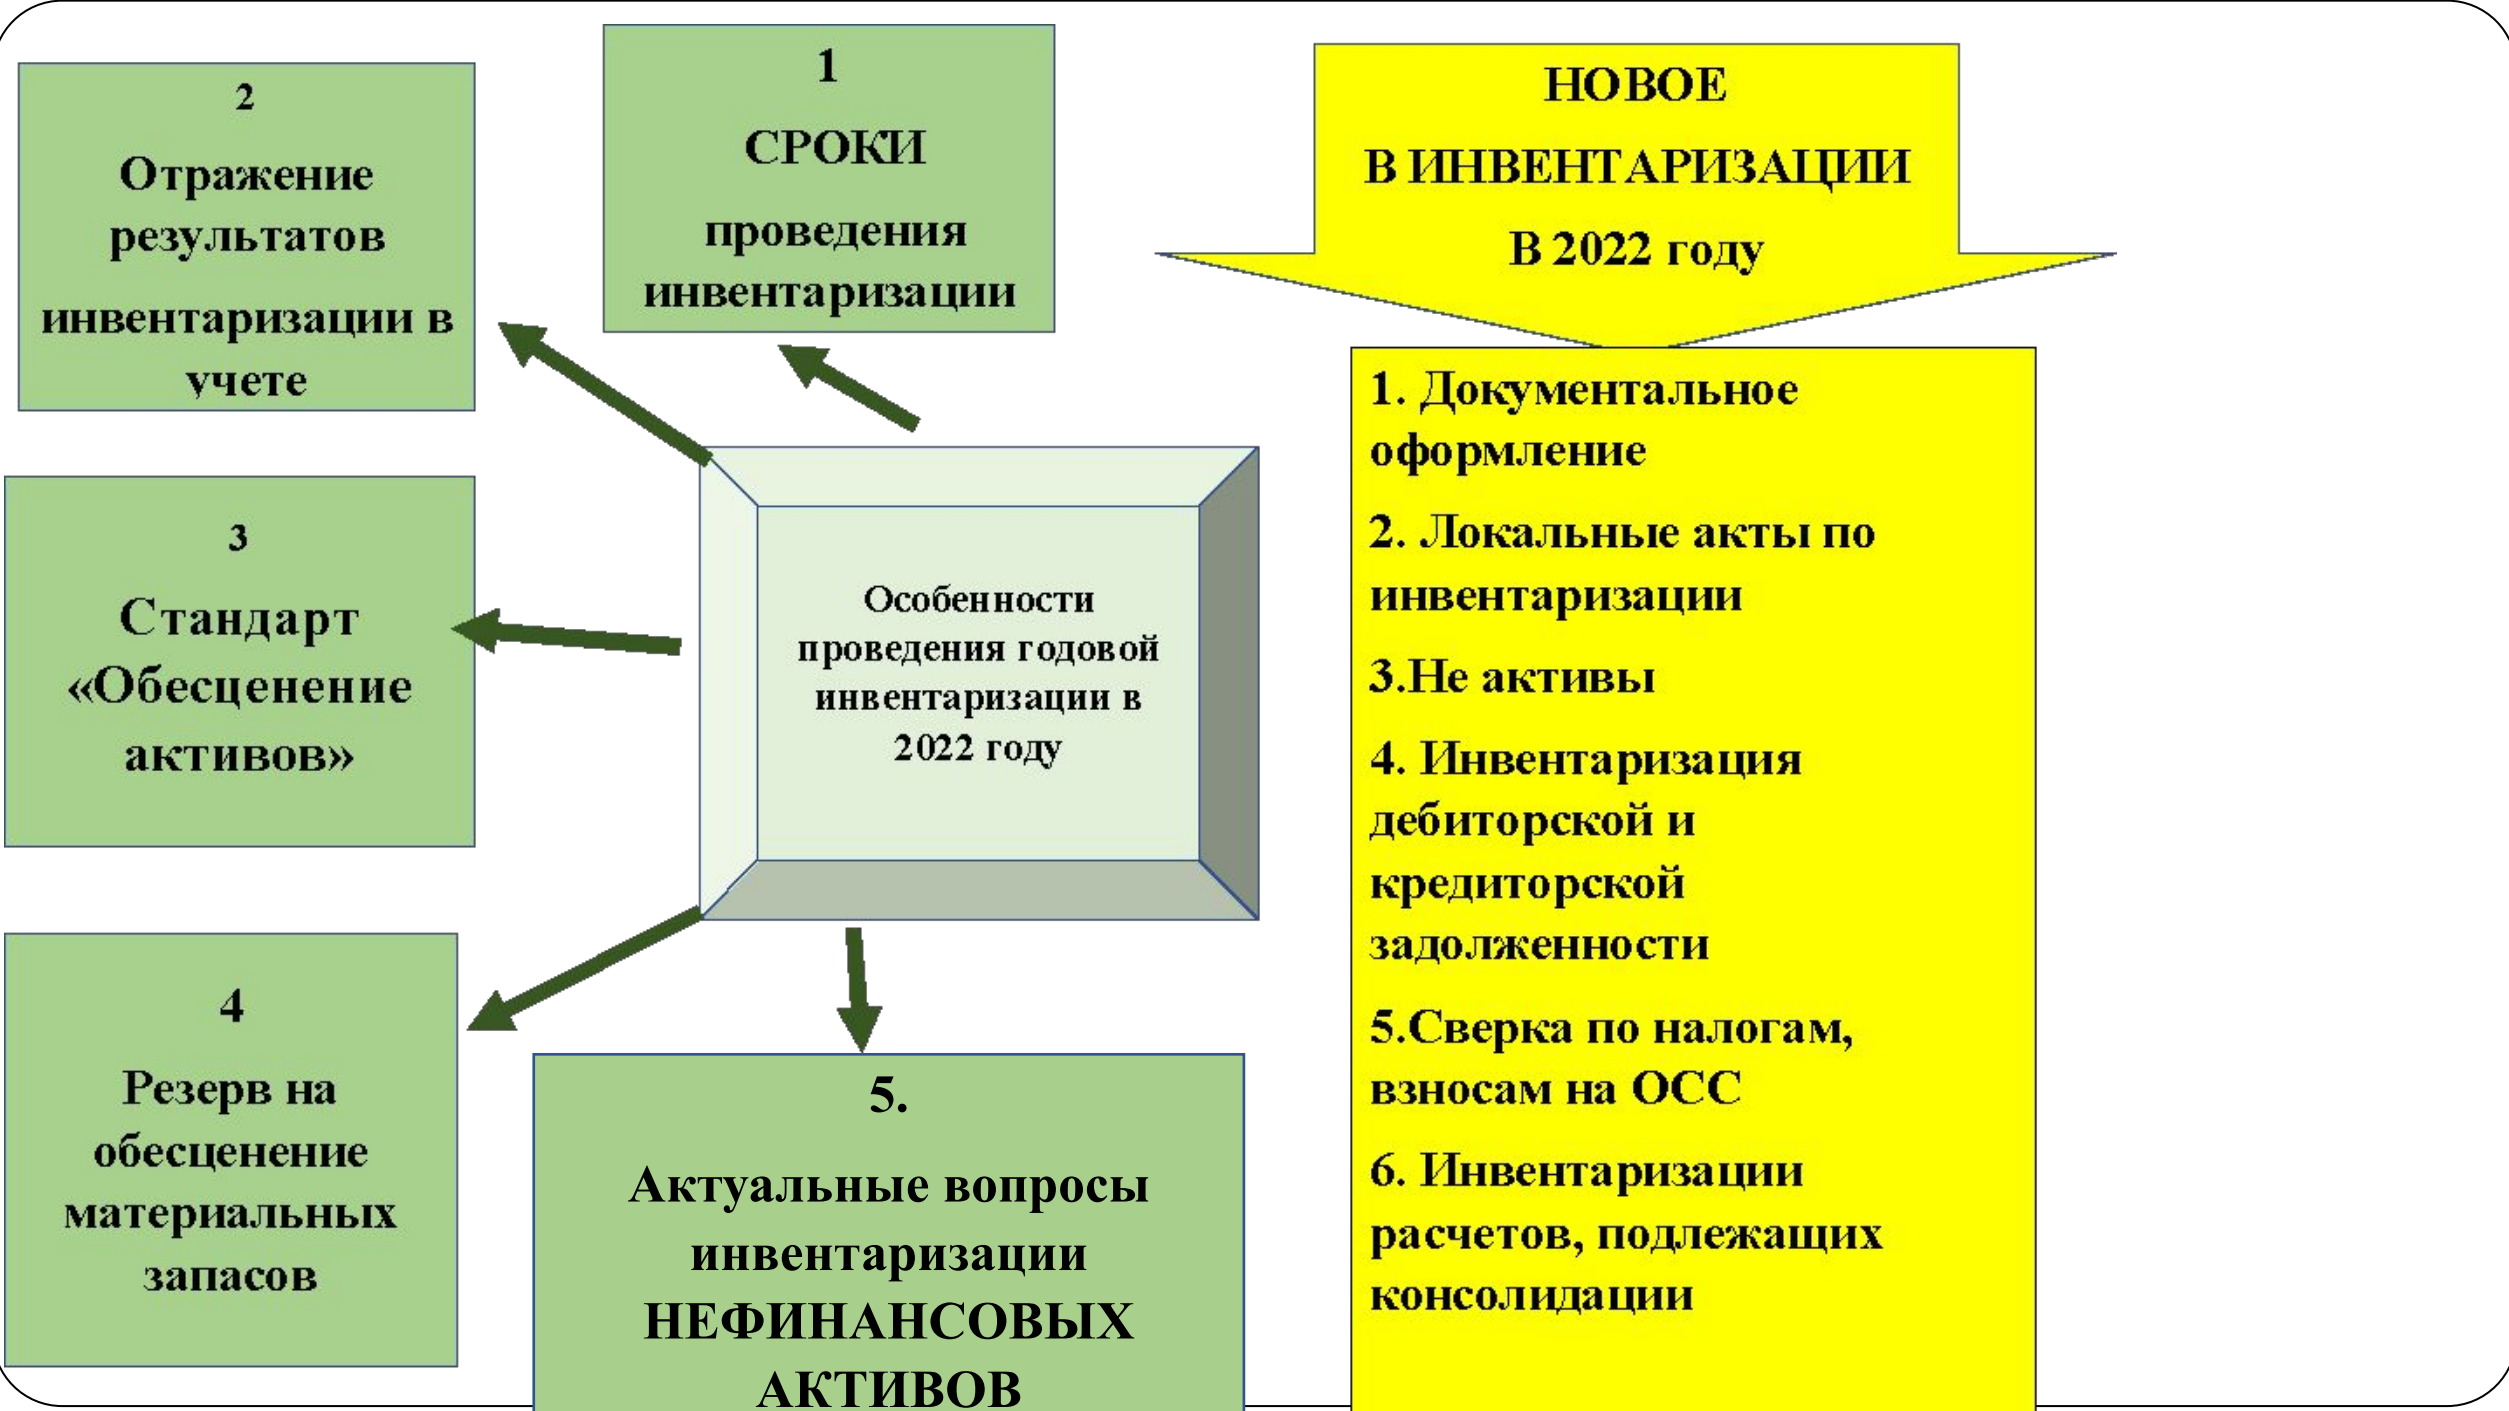 1
СРОКИ
проведения
инвентаризации
2
Отражение
результатов
инвентаризации в
учете
3
Стандарт
«Обесценение
активов»
4
Резерв на
обесценение
материальных
запасов
5.
Актуальные вопросы
инвентаризации
НЕФИНАНСОВЫХ
АКТИВОВ
Особенности
проведения годовой
инвентаризации в
2022 году
НОВОЕ
В ИНВЕНТАРИЗАЦИИ
В 2022 году
1. Документальное
оформление
2. Локальные акты по
инвентаризации
3.Не активы
4. Инвентаризация
дебиторской и
кредиторской
задолженности
5.Сверка по налогам,
взносам на ОСС
6. Инвентаризации
расчетов, подлежащих
консолидации